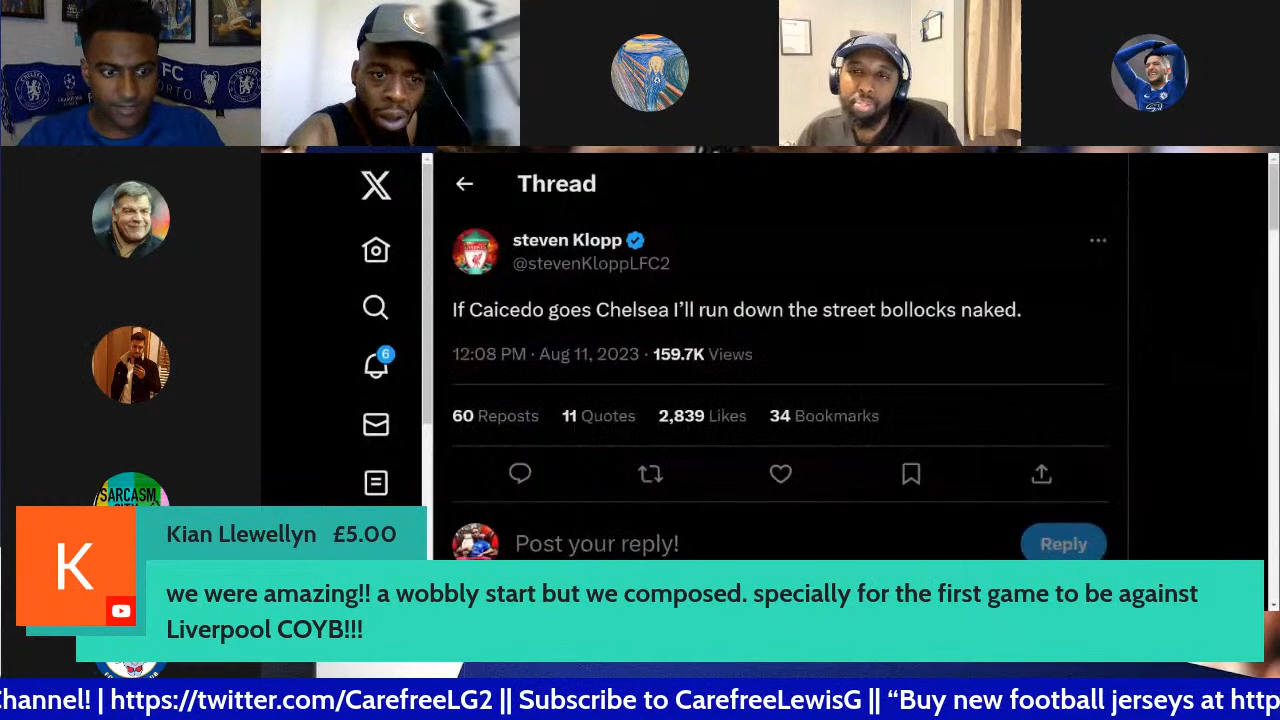 FC
PORTO
Thread
steven Klopp
@stevenKloppLFC2
If Caicedo goes Chelsea I’ll run down the street bollocks naked.
12:08 PM · Aug 11, 2023 · 159.7K Views
60 Reposts 11 Quotes 2,839 Likes 34 Bookmarks
6
SARCASM
Post your reply!
Reply
K
Kian Llewellyn £5.00
we were amazing!! a wobbly start but we composed. specially for the first game to be against
Liverpool COYB!!!
Channel! | https://twitter.com/CarefreeLG2 || Subscribe to CarefreeLewisG || “Buy new football jerseys at http